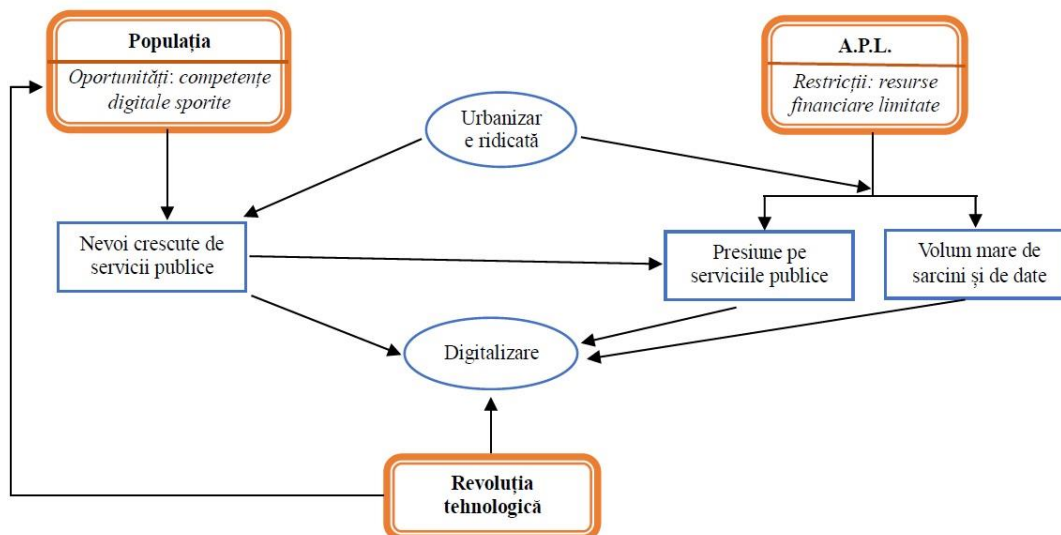 Populația
Oportunități: competențe
digitale sporite
A.P.L.
Restricții: resurse
financiare limitate
Urbanizar
e ridicată
Nevoi crescute de
servicii publice
Presiune pe
serviciile publice
Volum mare de
sarcini și de date
Digitalizare
Revoluția
tehnologică